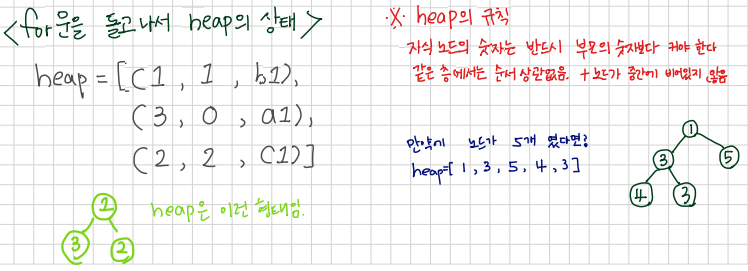 <for 문을 돌고나서 heap의 상태>
heap = [(1, 1, b1),
(3, 0, a1),
(2, 2, c1)]
heap은 이런 형태임.
1
3 2
※ heap의 규칙
자식 노드의 숫자는 반드시 부모의 숫자보다 커야 한다
같은 층에서는 순서 상관없음. + 노드가 중간에 비어있지 않음
만약에 노드가 5개 였다면?
heap=[1, 3, 5, 4, 3]
1
3 5
4 3